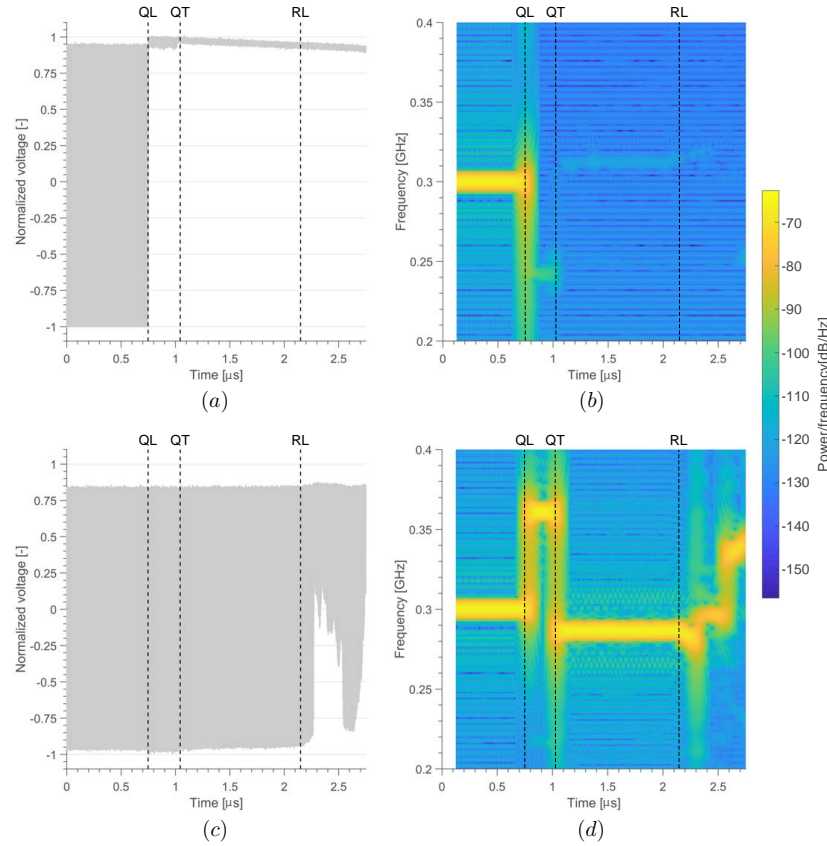 QL QT RL
Normalized voltage [-]
1
0.75
0.5
0.25
0
-0.25
-0.5
-0.75
-1
0 0.5 1 1.5 2 2.5
Time [μs]
(a)
QL QT RL
Frequency [GHz]
0.4
0.35
0.3
0.25
0.2
0 0.5 1 1.5 2 2.5
Time [μs]
(b)
QL QT RL
Normalized voltage [-]
1
0.75
0.5
0.25
0
-0.25
-0.5
-0.75
-1
0 0.5 1 1.5 2 2.5
Time [μs]
(c)
QL QT RL
Frequency [GHz]
0.4
0.35
0.3
0.25
0.2
0 0.5 1 1.5 2 2.5
Time [μs]
(d)
-70
-80
-90
-100
-110
-120
-130
-140
-150
Power/frequency[dB/Hz]